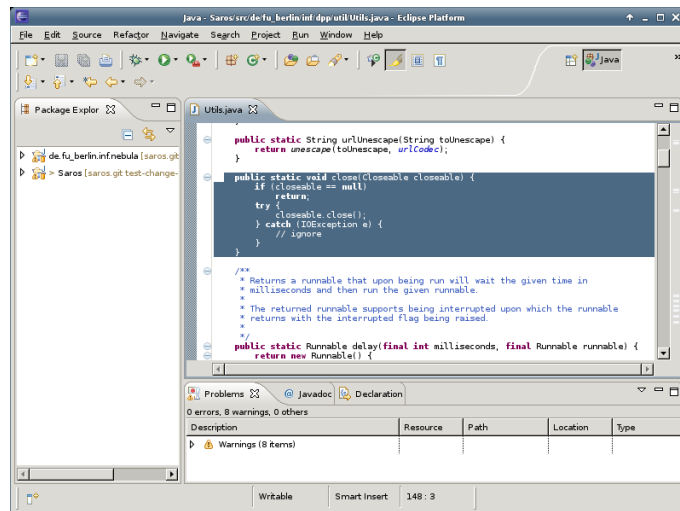 Java - Saros/src/de/fu_berlin/inf/dpp/util/Utils.java - Eclipse Platform
File Edit Source Refactor Navigate Search Project Run Window Help
Java
Package Explor
Utils.java
de.fu_berlin.inf.nebula [saros.git
> Saros [saros.git test-change-
public static String urlUnescape(String toUnescape) {
return unescape(toUnescape, urlCodec);
}
public static void close(Closeable closeable) {
if (closeable == null)
return;
try {
closeable.close();
} catch (IOException e) {
// ignore
}
}
/**
* Returns a runnable that upon being run will wait the given time in
* milliseconds and then run the given runnable.
*
* The returned runnable supports being interrupted upon which the runnable
* returns with the interrupted flag being raised.
*
*/
public static Runnable delay(final int milliseconds, final Runnable runnable) {
return new Runnable() {
Problems @ Javadoc Declaration
0 errors, 8 warnings, 0 others
Description Resource Path Location Type
Warnings (8 items)
Writable Smart Insert 148 : 3